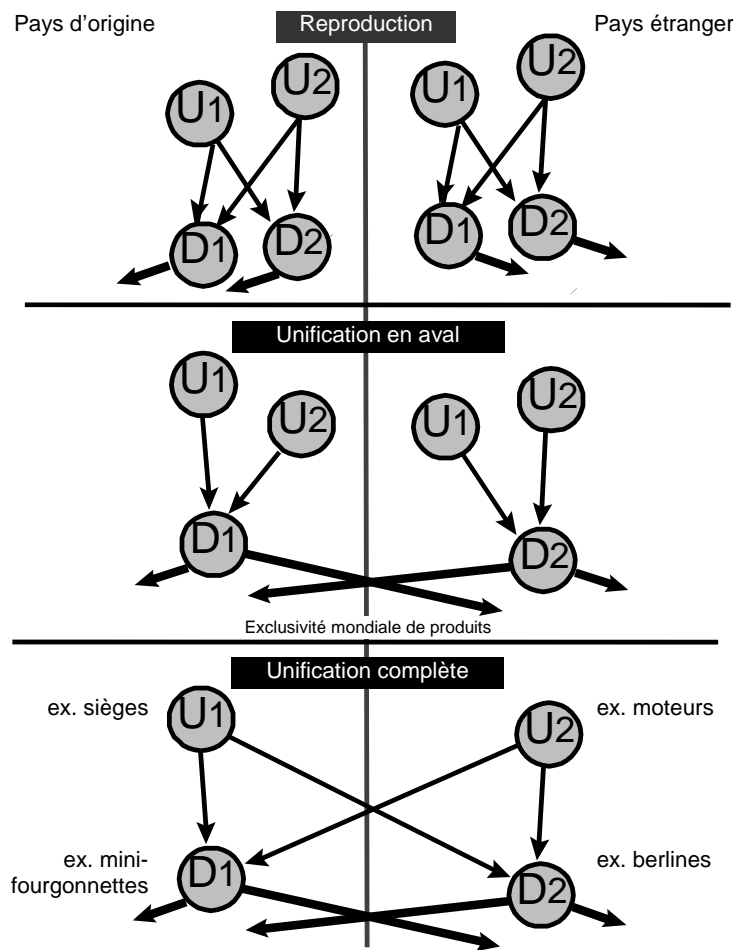 Pays d’origine
Reproduction
Pays étranger
U1
U2
U1
U2
D1
D2
D1
D2
Unification en aval
U1
U2
U1
U2
D1
D2
Exclusivité mondiale de produits
Unification complète
ex. sièges
U1
U2
ex. moteurs
ex. mini-
fourgonnettes
D1
D2
ex. berlines